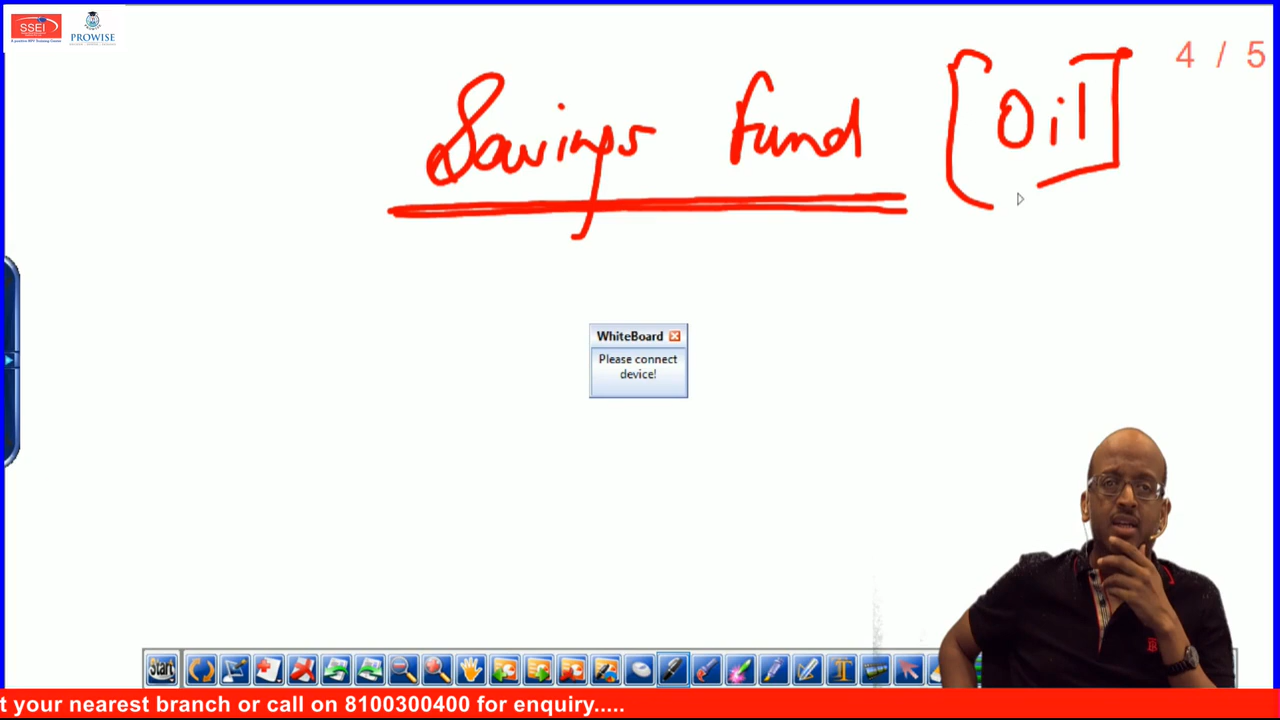 SSEI
PROWISE
4 / 5
Savings Fund [Oil]
WhiteBoard
Please connect
device!
Start
t your nearest branch or call on 8100300400 for enquiry.....